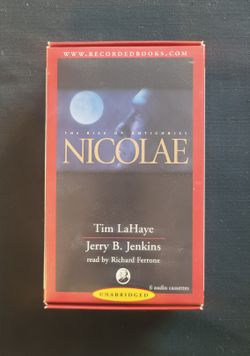 WWW.RECORDEDBOOKS.COM
THE RISE OF ANTICHRIST
NICOLAE
Tim LaHaye
Jerry B. Jenkins
read by Richard Ferrone
6 audio cassettes
UNABRIDGED